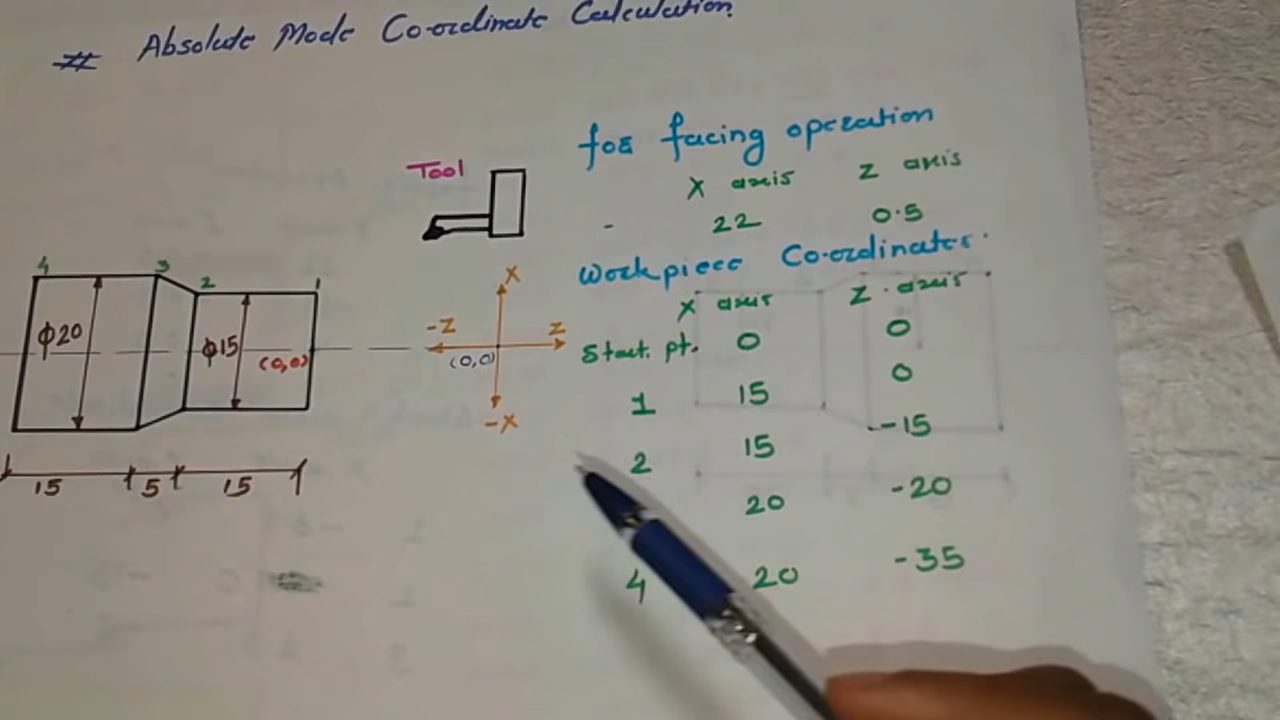 # Absolute Mode Co-ordinate Calculation.
for facing operation
X axis Z axis
- 22 0.5
Workpiece Co-ordinates.
X axis Z. axis
Start. pt. 0 0
1 15 0
2 15 -15
20 -20
4 20 -35
Tool
X
-Z Z
(0,0)
-X
4 3 2 1
φ20 φ15 (0,0)
15 5 15